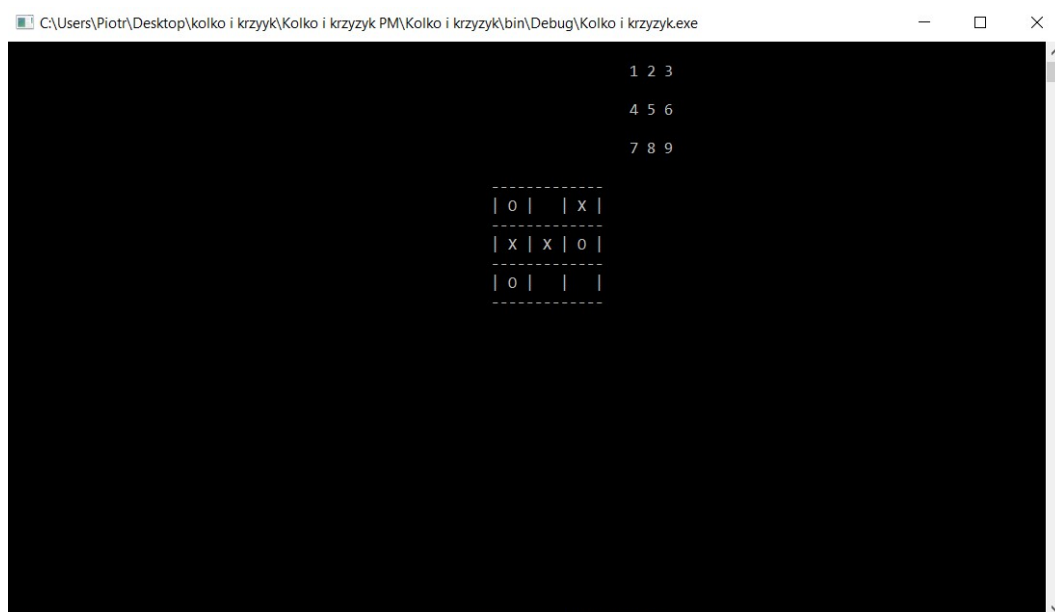 C:\Users\Piotr\Desktop\kolko i krzyyk\Kolko i krzyzyk PM\Kolko i krzyzyk\bin\Debug\Kolko i krzyzyk.exe
1 2 3
4 5 6
7 8 9
-------------
| O |   | X |
-------------
| X | X | O |
-------------
| O |   |   |
-------------